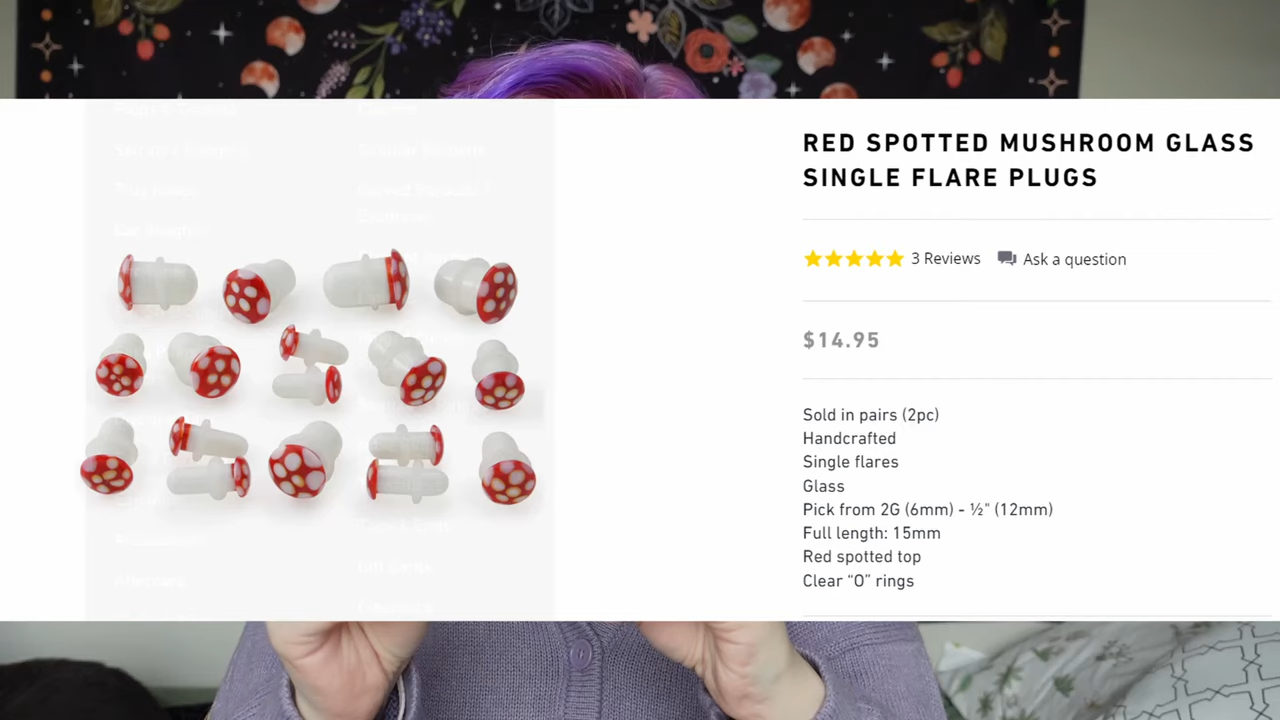 RED SPOTTED MUSHROOM GLASS
SINGLE FLARE PLUGS
3 Reviews
Ask a question
$14.95
Sold in pairs (2pc)
Handcrafted
Single flares
Glass
Pick from 2G (6mm) - ½" (12mm)
Full length: 15mm
Red spotted top
Clear “O” rings